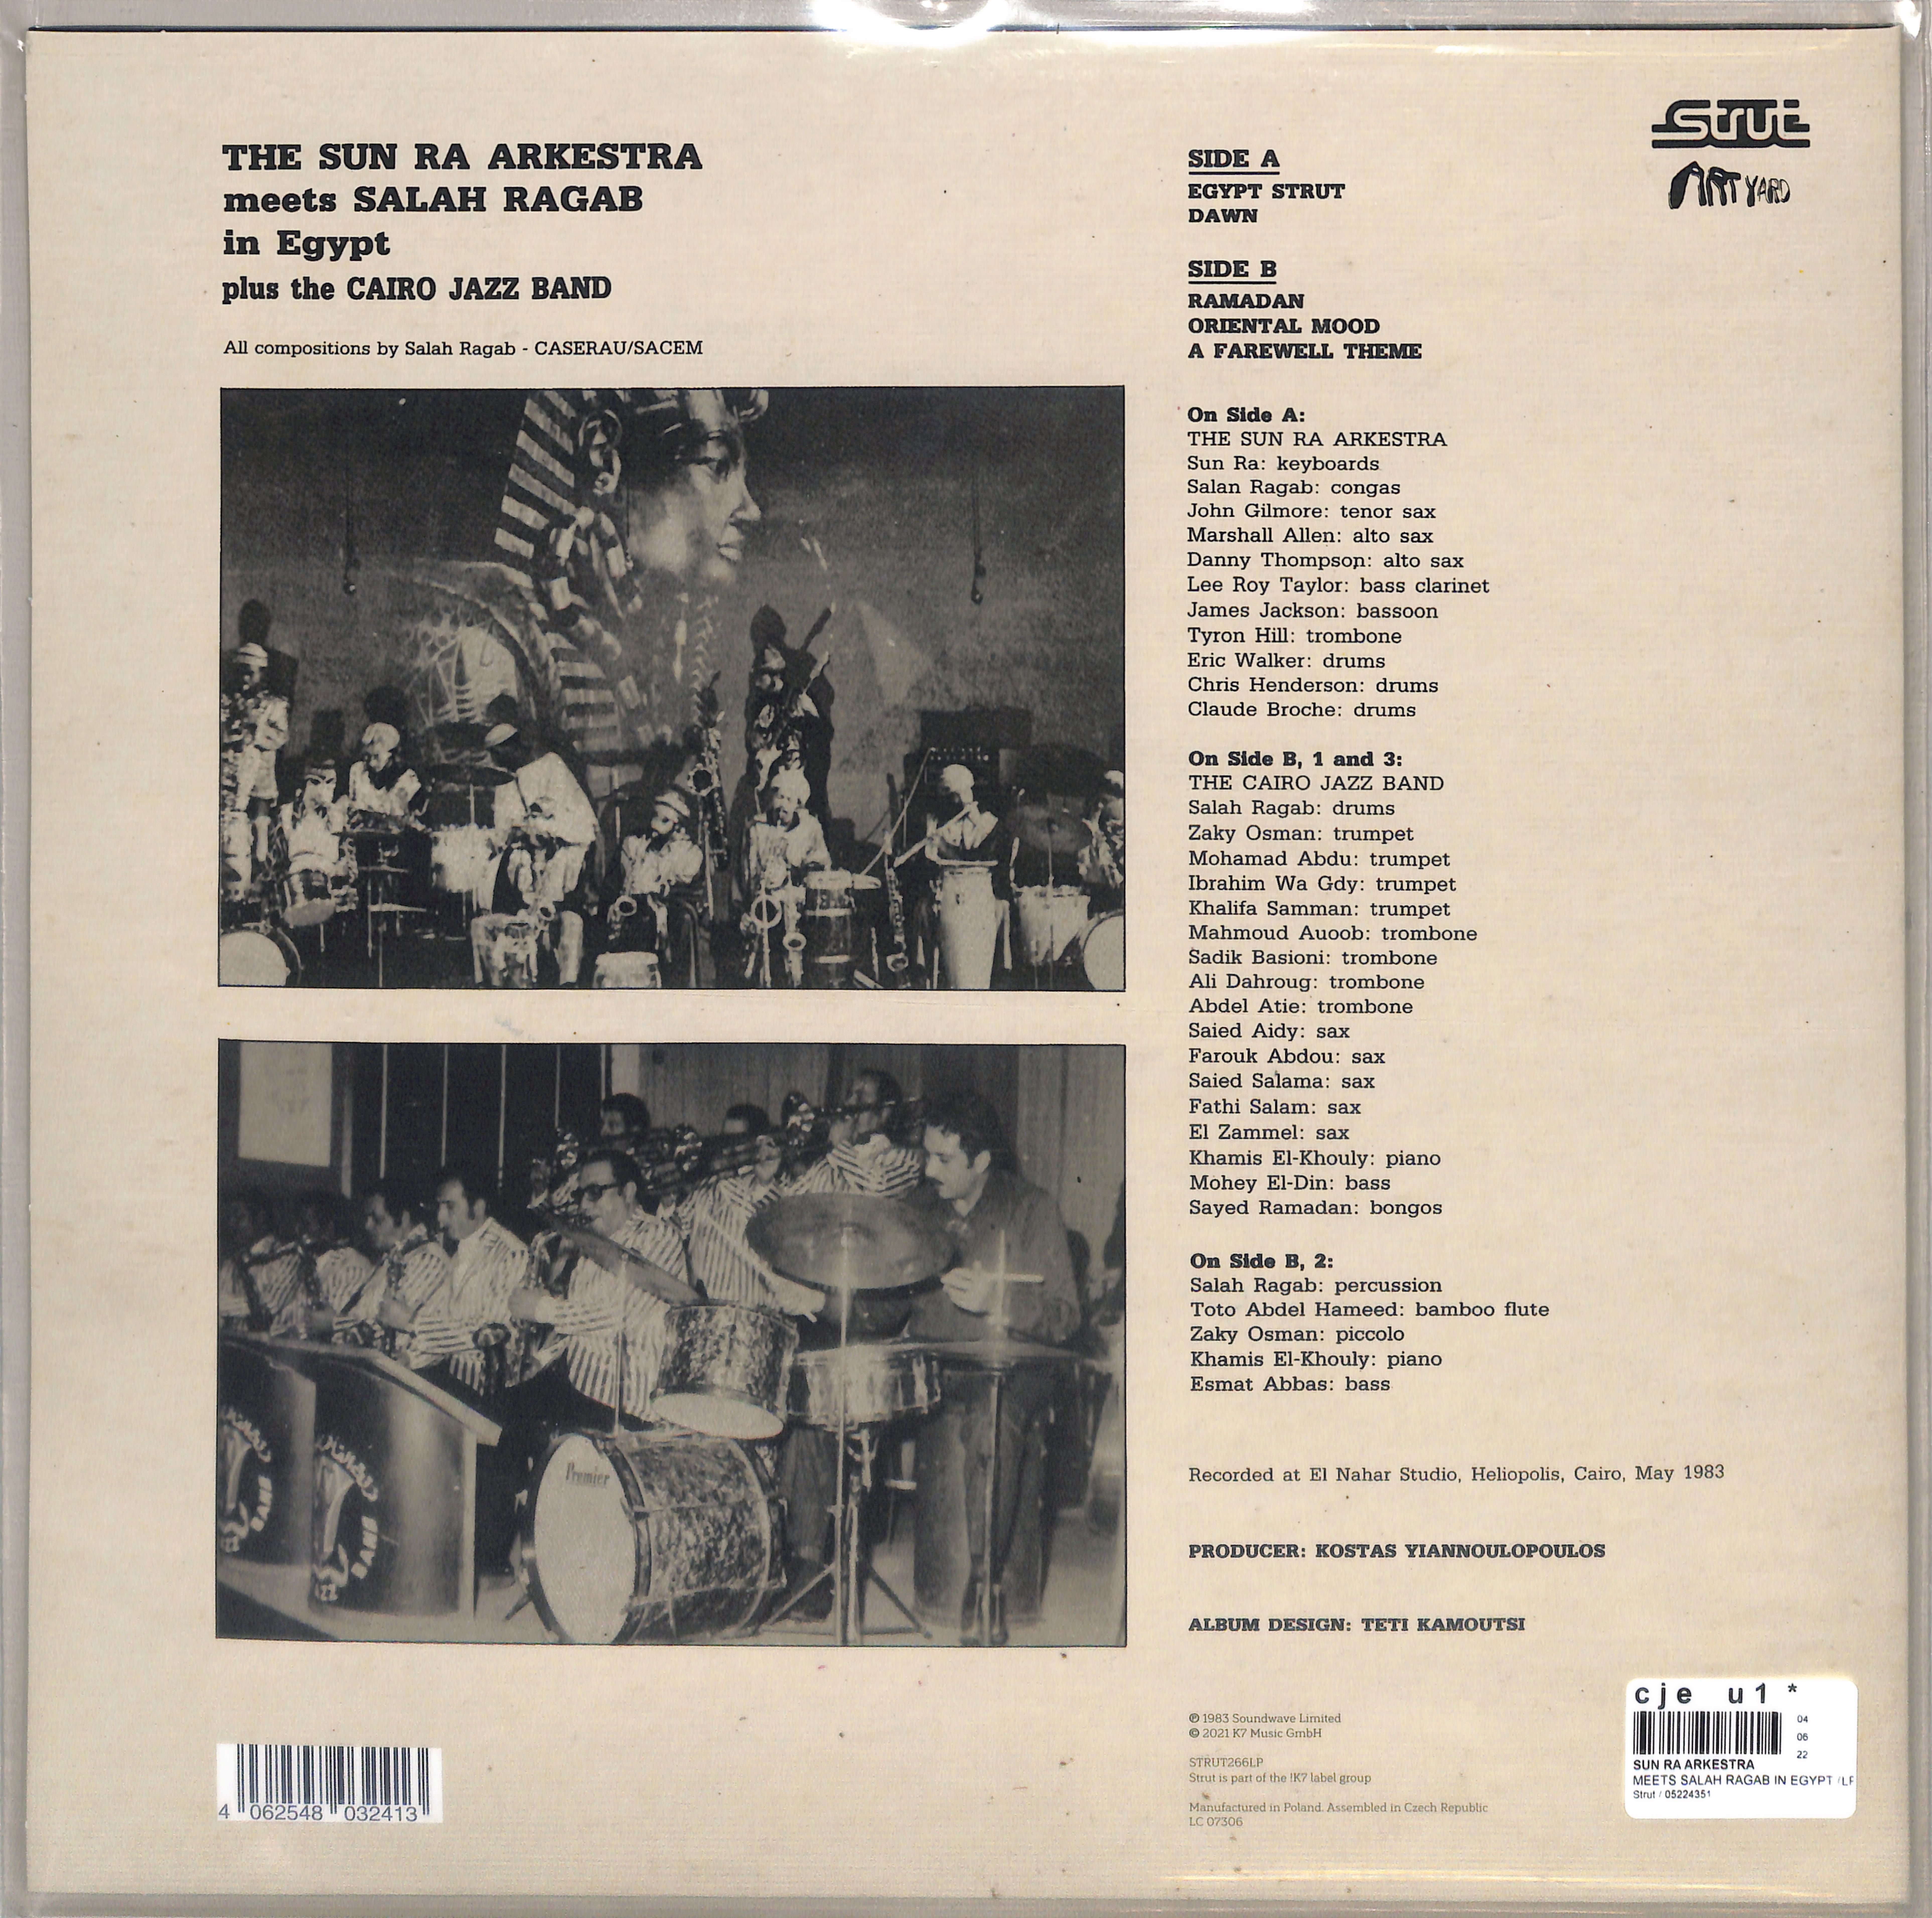 THE SUN RA ARKESTRA
meets SALAH RAGAB
in Egypt
plus the CAIRO JAZZ BAND
All compositions by Salah Ragab - CASERAU/SACEM
Premier
BAND
4 062548 032413
SIDE A
EGYPT STRUT
DAWN
SIDE B
RAMADAN
ORIENTAL MOOD
A FAREWELL THEME
On Side A:
THE SUN RA ARKESTRA
Sun Ra: keyboards
Salan Ragab: congas
John Gilmore: tenor sax
Marshall Allen: alto sax
Danny Thompson: alto sax
Lee Roy Taylor: bass clarinet
James Jackson: bassoon
Tyron Hill: trombone
Eric Walker: drums
Chris Henderson: drums
Claude Broche: drums
On Side B, 1 and 3:
THE CAIRO JAZZ BAND
Salah Ragab: drums
Zaky Osman: trumpet
Mohamad Abdu: trumpet
Ibrahim Wa Gdy: trumpet
Khalifa Samman: trumpet
Mahmoud Auoob: trombone
Sadik Basioni: trombone
Ali Dahroug: trombone
Abdel Atie: trombone
Saied Aidy: sax
Farouk Abdou: sax
Saied Salama: sax
Fathi Salam: sax
El Zammel: sax
Khamis El-Khouly: piano
Mohey El-Din: bass
Sayed Ramadan: bongos
On Side B, 2:
Salah Ragab: percussion
Toto Abdel Hameed: bamboo flute
Zaky Osman: piccolo
Khamis El-Khouly: piano
Esmat Abbas: bass
Recorded at El Nahar Studio, Heliopolis, Cairo, May 1983
PRODUCER: KOSTAS YIANNOULOPOULOS
ALBUM DESIGN: TETI KAMOUTSI
℗ 1983 Soundwave Limited
© 2021 K7 Music GmbH
STRUT266LP
Strut is part of the !K7 label group
Manufactured in Poland. Assembled in Czech Republic
LC 07306
Strut
ART YARD
cje u1 *
04
06
22
SUN RA ARKESTRA
MEETS SALAH RAGAB IN EGYPT /LP
Strut / 05224351